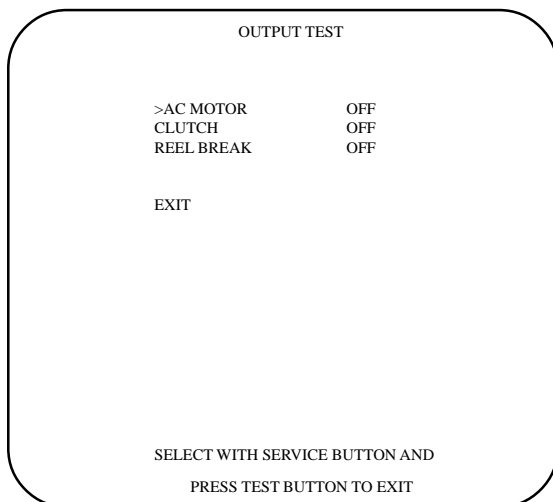 OUTPUT TEST
>AC MOTOR OFF
CLUTCH OFF
REEL BREAK OFF
EXIT
SELECT WITH SERVICE BUTTON AND
PRESS TEST BUTTON TO EXIT